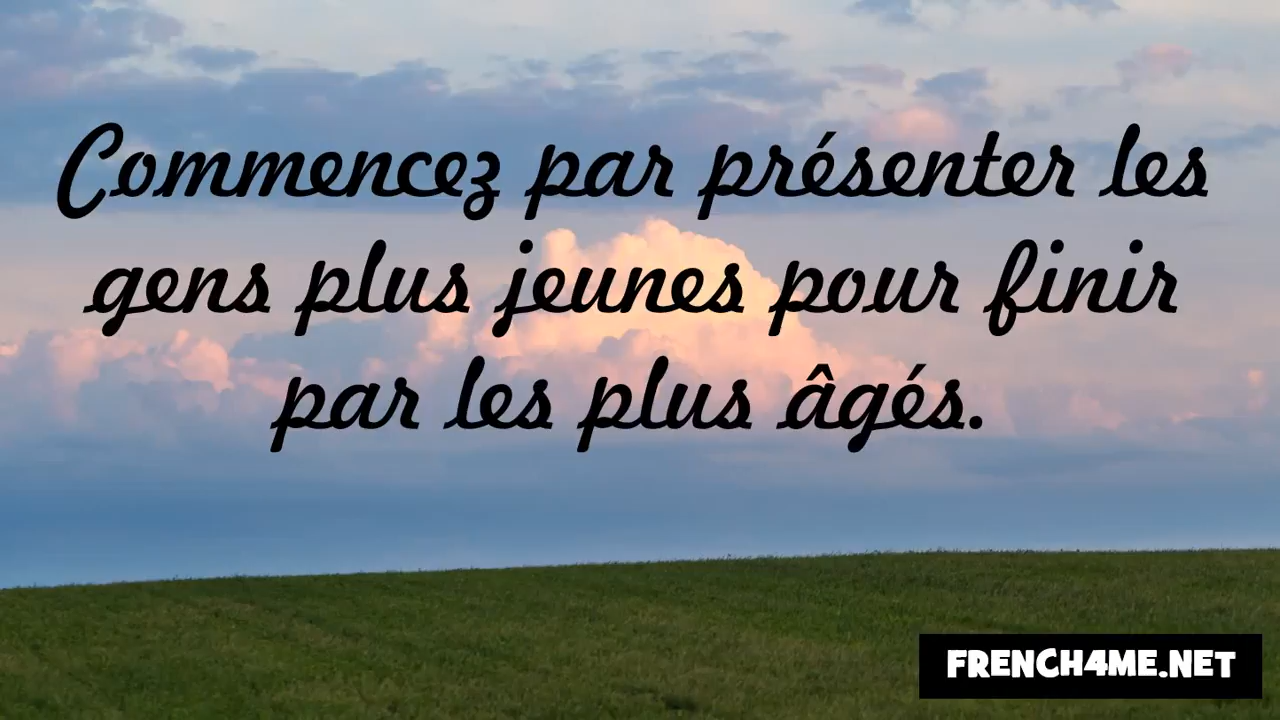 Commencez par présenter les
gens plus jeunes pour finir
par les plus âgés.
FRENCH4ME.NET